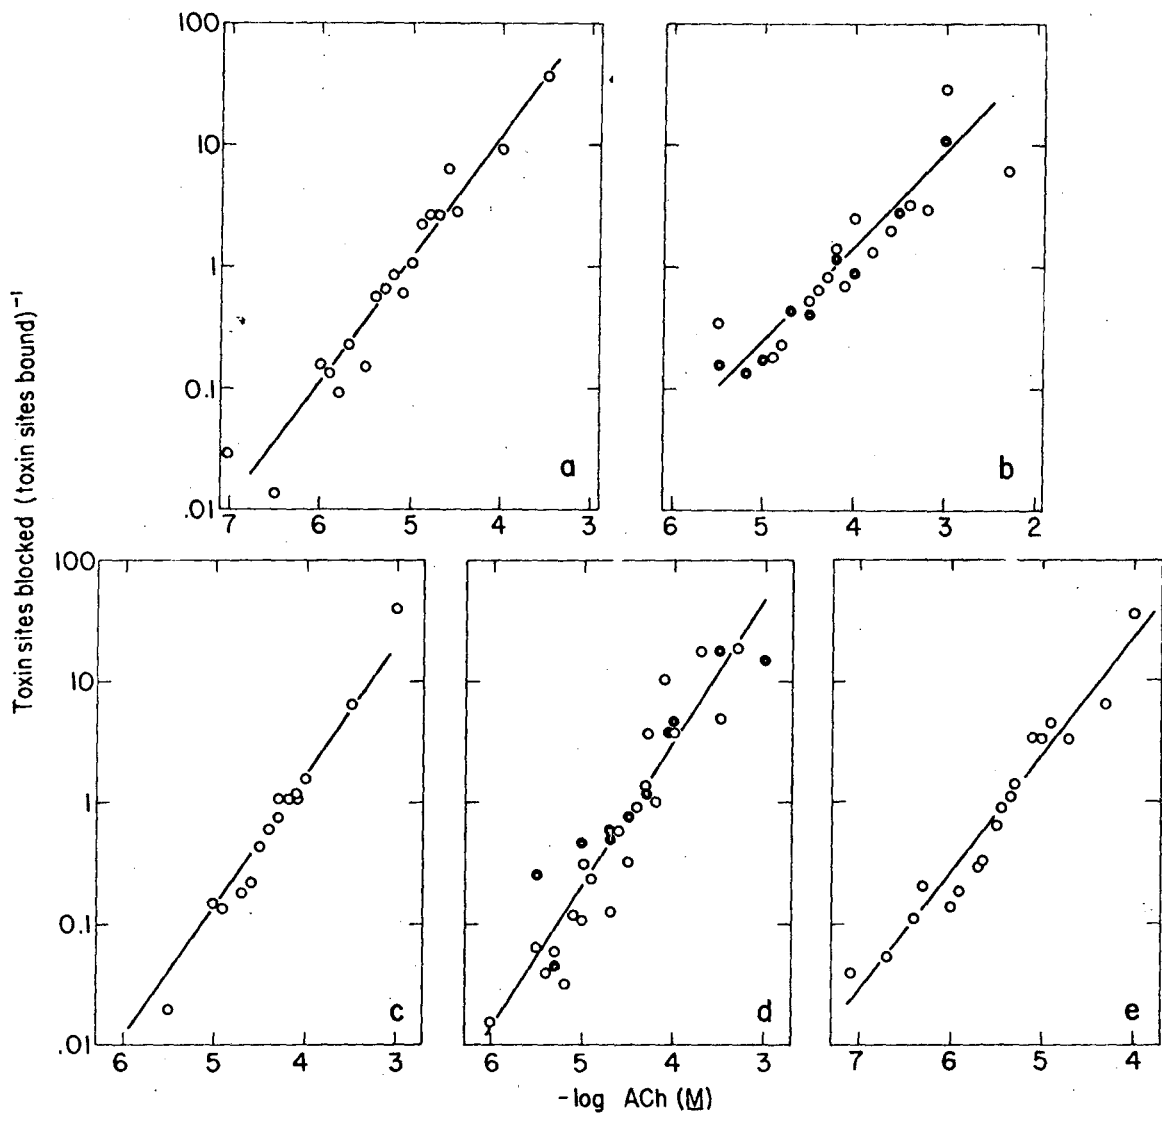 100
10
1
0.1
.01
a
7 6 5 4 3
b
6 5 4 3 2
Toxin sites blocked (toxin sites bound)⁻¹
100
10
1
0.1
.01
c
6 5 4 3
d
6 5 4 3
e
7 6 5 4
-log ACh (M)